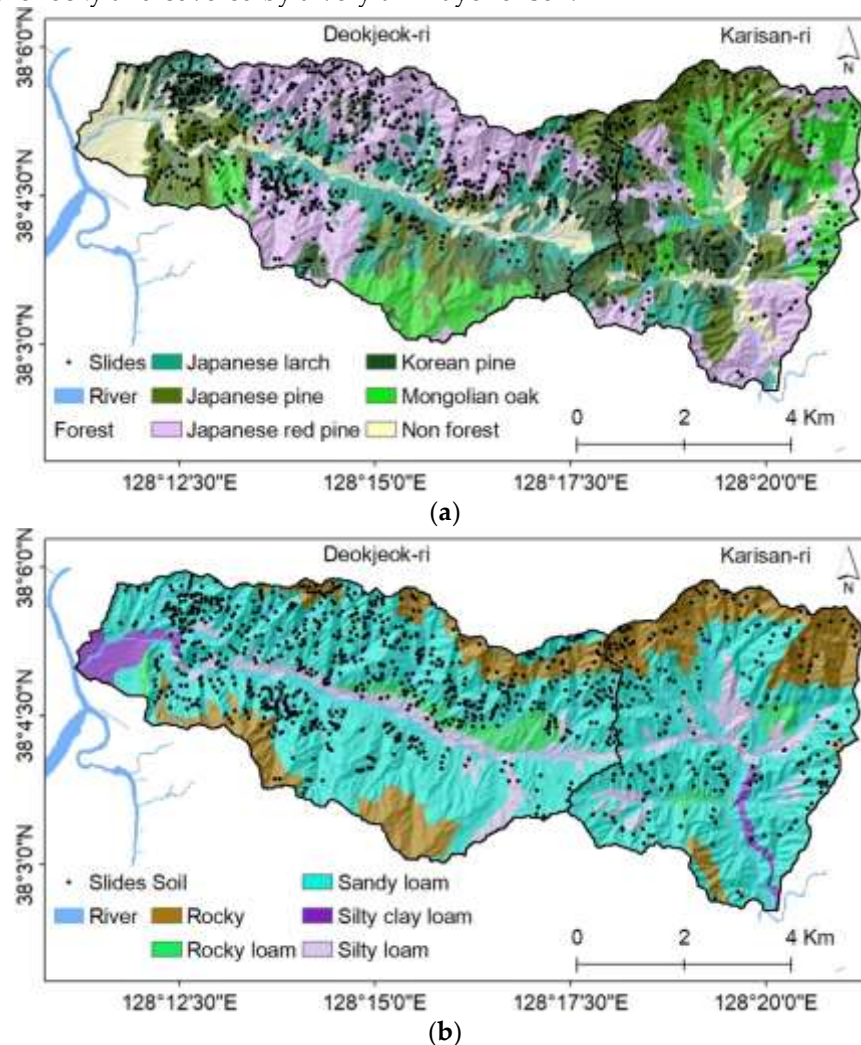 Deokjeok-ri Karisan-ri
N
38°6'0"N
38°4'30"N
38°3'0"N
Slides Japanese larch Korean pine
River Japanese pine Mongolian oak
Forest Japanese red pine Non forest
0 2 4 Km
128°12'30"E 128°15'0"E 128°17'30"E 128°20'0"E
(a)
Deokjeok-ri Karisan-ri
N
38°6'0"N
38°4'30"N
38°3'0"N
Slides Soil Sandy loam
River Rocky Silty clay loam
Rocky loam Silty loam
0 2 4 Km
128°12'30"E 128°15'0"E 128°17'30"E 128°20'0"E
(b)